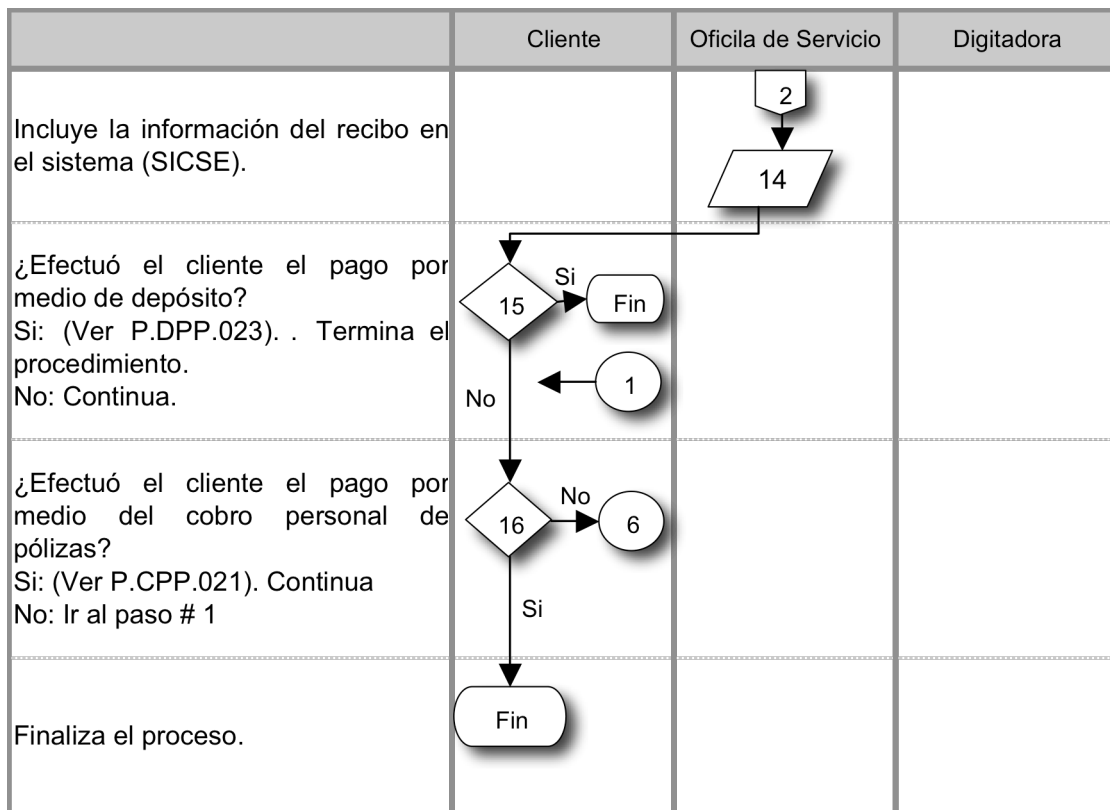 Cliente
Oficila de Servicio
Digitadora
2
Incluye la información del recibo en
el sistema (SICSE).
14
¿Efectuó el cliente el pago por
medio de depósito?
Si: (Ver P.DPP.023). . Termina el
procedimiento.
No: Continua.
15
Si
Fin
1
No
¿Efectuó el cliente el pago por
medio del cobro personal de
pólizas?
Si: (Ver P.CPP.021). Continua
No: Ir al paso # 1
16
No
6
Si
Finaliza el proceso.
Fin